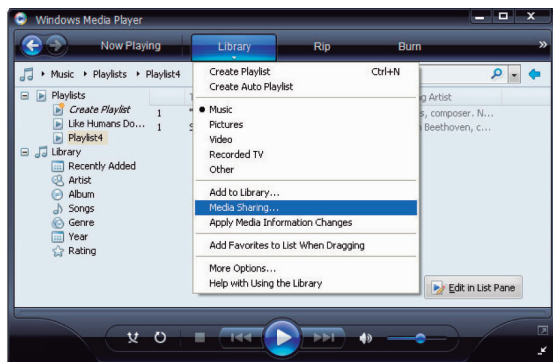 Windows Media Player
Now Playing
Library
Rip
Burn
»
Music ▸ Playlists ▸ Playlist4
Playlists
Create Playlist
Like Humans Do...
Playlist4
Library
Recently Added
Artist
Album
Songs
Genre
Year
Rating
1
1
Create Playlist Ctrl+N
Create Auto Playlist
Music
Pictures
Video
Recorded TV
Other
Add to Library...
Media Sharing...
Apply Media Information Changes
Add Favorites to List When Dragging
More Options...
Help with Using the Library
Artist
, composer. N...
Beethoven, c...
Edit in List Pane